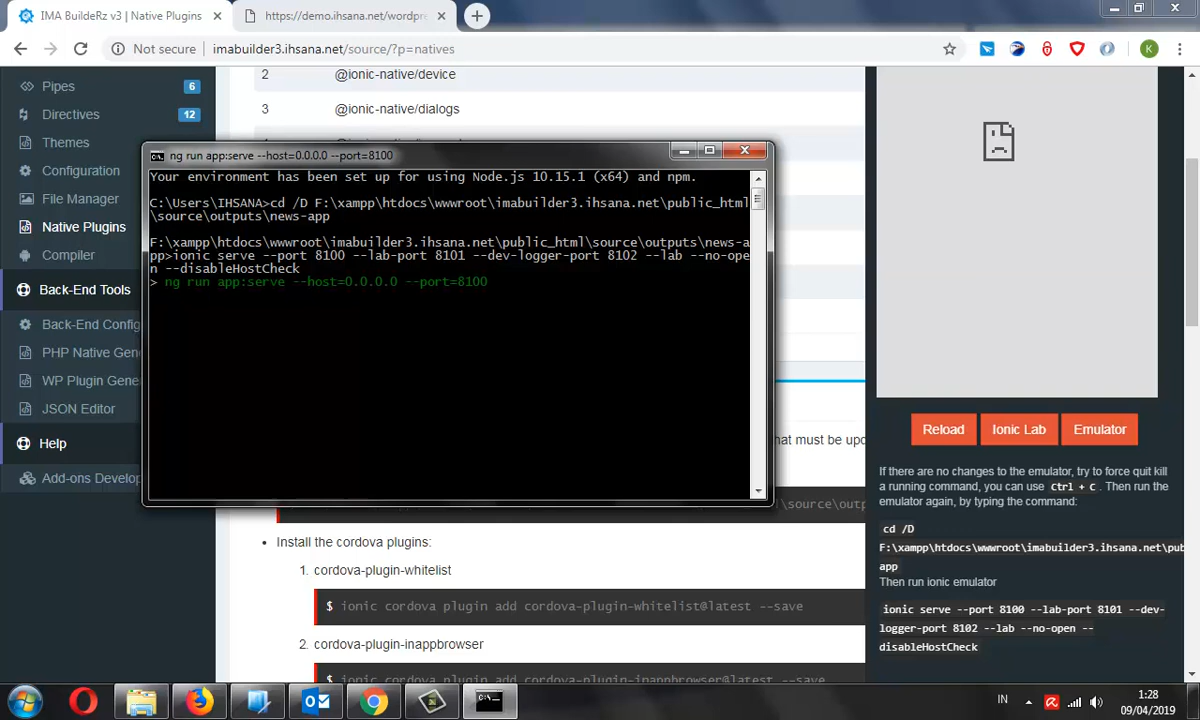 IMA BuildeRz v3 | Native Plugins
https://demo.ihsana.net/wordpre
Not secure
imabuilder3.ihsana.net/source/?p=natives
K
Pipes
6
Directives
12
Themes
Configuration
File Manager
Native Plugins
Compiler
Back-End Tools
Back-End Config
PHP Native Gene
WP Plugin Gene
JSON Editor
Help
Add-ons Develop
2
@ionic-native/device
3
@ionic-native/dialogs
ng run app:serve --host=0.0.0.0 --port=8100
Your environment has been set up for using Node.js 10.15.1 (x64) and npm.
C:\Users\IHSANA>cd /D F:\xampp\htdocs\wwwroot\imabuilder3.ihsana.net\public_html
\source\outputs\news-app
F:\xampp\htdocs\wwwroot\imabuilder3.ihsana.net\public_html\source\outputs\news-a
pp>ionic serve --port 8100 --lab-port 8101 --dev-logger-port 8102 --lab --no-ope
n --disableHostCheck
> ng run app:serve --host=0.0.0.0 --port=8100
hat must be upd
\source\outp
Install the cordova plugins:
1. cordova-plugin-whitelist
$ ionic cordova plugin add cordova-plugin-whitelist@latest --save
2. cordova-plugin-inappbrowser
$ ionic cordova plugin add cordova-plugin-inappbrowser@latest --save
Reload
Ionic Lab
Emulator
If there are no changes to the emulator, try to force quit kill
a running command, you can use Ctrl + C . Then run the
emulator again, by typing the command:
cd /D
F:\xampp\htdocs\wwwroot\imabuilder3.ihsana.net\pub
app
Then run ionic emulator
ionic serve --port 8100 --lab-port 8101 --dev-
logger-port 8102 --lab --no-open --
disableHostCheck
IN
1:28
09/04/2019